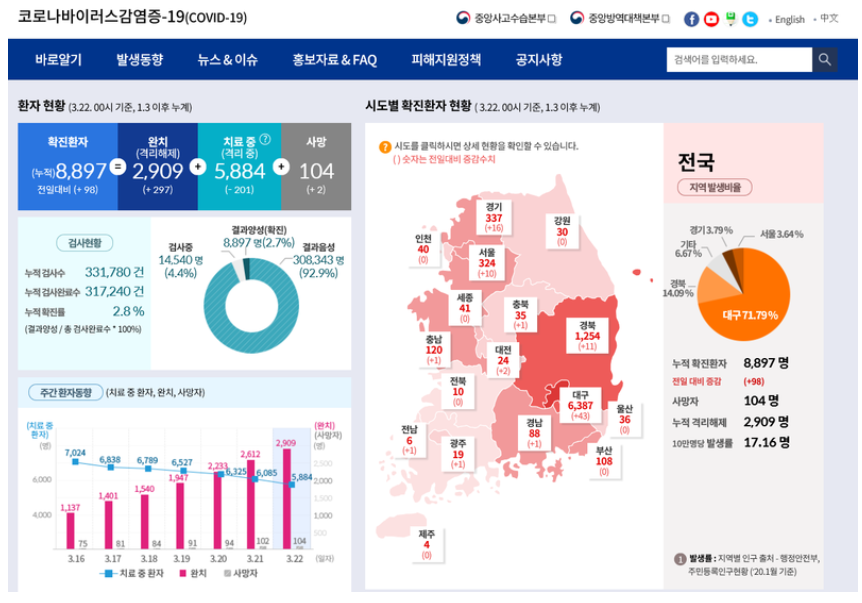 코로나바이러스감염증-19(COVID-19)
중앙사고수습본부 중앙방역대책본부 • English • 中文
바로알기 발생동향 뉴스 & 이슈 홍보자료 & FAQ 피해지원정책 공지사항 검색어를 입력하세요.
환자 현황 (3.22. 00시 기준, 1.3 이후 누계)
확진환자 완치 치료 중 ? 사망
(격리해제) (격리 중)
(누적)8,897 = 2,909 + 5,884 + 104
전일대비 (+ 98) (+ 297) (- 201) (+ 2)
검사현황
누적검사수 331,780 건
누적검사완료수 317,240 건
누적확진률 2.8 %
(결과양성 / 총 검사완료수 * 100%)
결과양성(확진)
8,897 명(2.7%)
검사중
14,540 명
(4.4%)
결과음성
308,343 명
(92.9%)
주간 환자동향 (치료 중 환자, 완치, 사망자)
(치료 중
환자)
(명)
(완치)
(사망자)
(명)
7,024 6,838 6,789 6,527 6,325 6,085 5,884
1,137 1,401 1,540 1,947 2,233 2,612 2,909
75 81 84 91 94 102 104
6,000
4,000
2,500
2,000
1,500
1,000
500
3.16 3.17 3.18 3.19 3.20 3.21 3.22 (일자)
치료 중 환자 완치 사망자
시도별 확진환자 현황 ( 3.22. 00시 기준, 1.3 이후 누계)
? 시도를 클릭하시면 상세 현황을 확인할 수 있습니다.
( ) 숫자는 전일대비 증감수치
경기
337
(+16)
강원
30
(0)
인천
40
(0)
서울
324
(+10)
세종
41
(0)
충북
35
(+1)
경북
1,254
(+11)
충남
120
(+1)
대전
24
(+2)
전북
10
(0)
대구
6,387
(+43)
울산
36
(0)
전남
6
(+1)
광주
19
(+1)
경남
88
(+1)
부산
108
(0)
제주
4
(0)
전국
지역 발생비율
경기 3.79 %
서울 3.64 %
기타
6.67 %
경북
14.09 %
대구 71.79 %
누적 확진환자 8,897 명
전일 대비 증감 (+98)
사망자 104 명
누적 격리해제 2,909 명
10만명당 발생률 17.16 명
1 발생률 : 지역별 인구 출처 - 행정안전부,
주민등록인구현황 ('20.1월 기준)